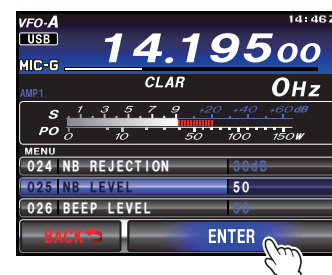 VFO-A 14:46
USB 14.19500
MIC-G
CLAR 0Hz
AMP1
S 1 3 5 7 9 +20 +40 +60dB
PO 0 10 50 100 150W
MENU
024 NB REJECTION 30dB
025 NB LEVEL 50
026 BEEP LEVEL 50
BACK ENTER